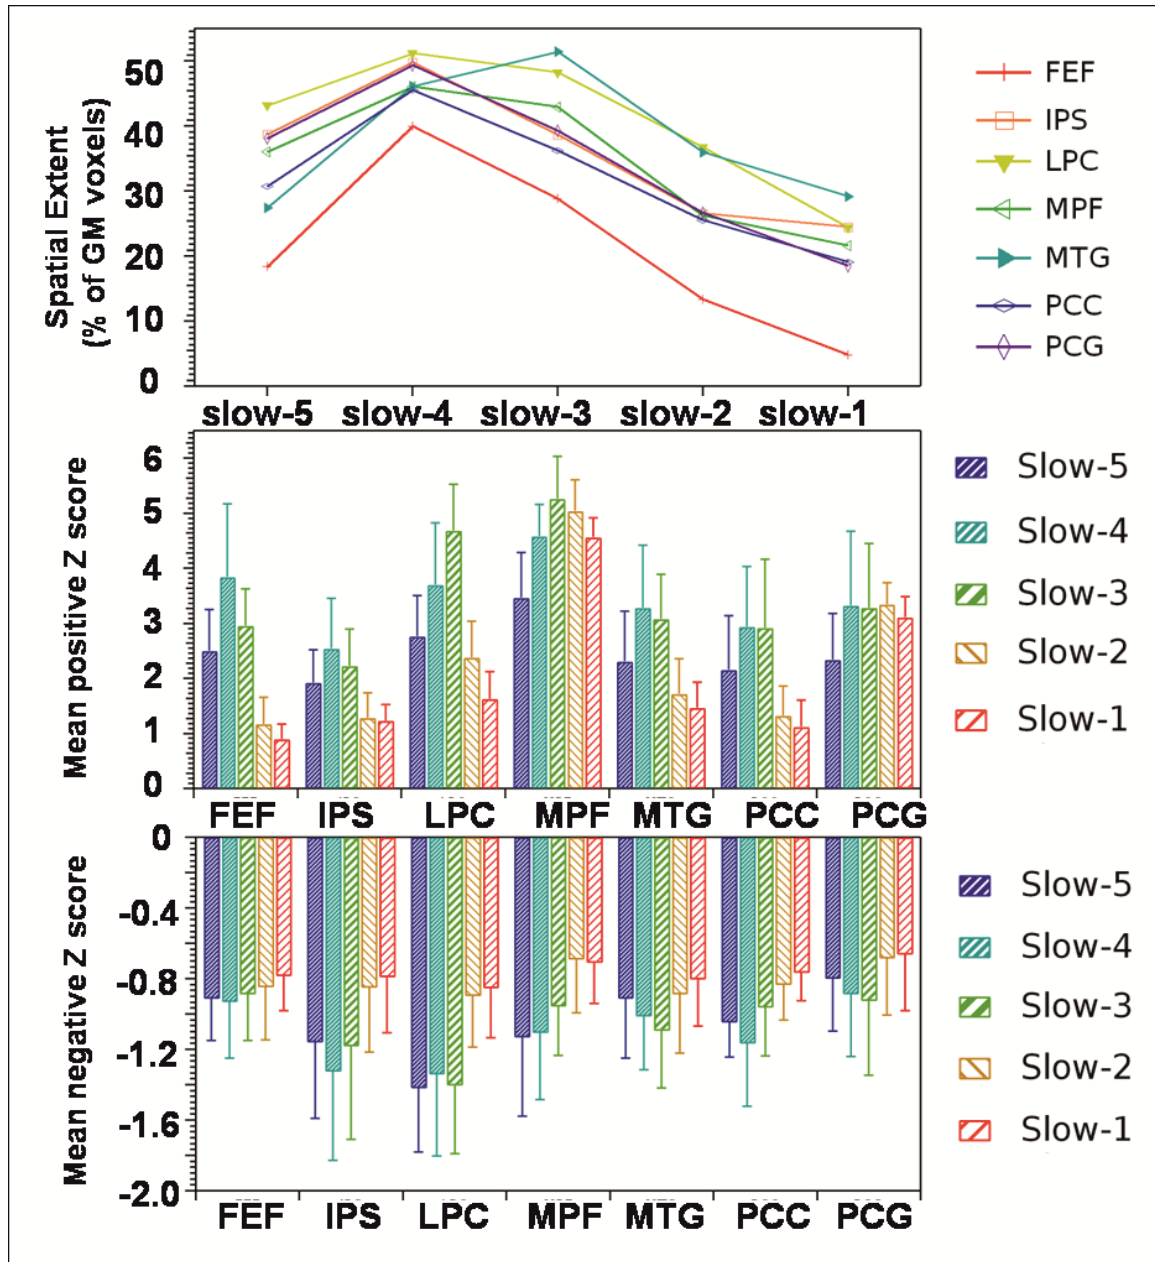 Spatial Extent
(% of GM voxels)
50
40
30
20
10
0
slow-5 slow-4 slow-3 slow-2 slow-1
FEF
IPS
LPC
MPF
MTG
PCC
PCG
Mean positive Z score
6
5
4
3
2
1
0
FEF IPS LPC MPF MTG PCC PCG
Slow-5
Slow-4
Slow-3
Slow-2
Slow-1
Mean negative Z score
0
-0.4
-0.8
-1.2
-1.6
-2.0
FEF IPS LPC MPF MTG PCC PCG
Slow-5
Slow-4
Slow-3
Slow-2
Slow-1